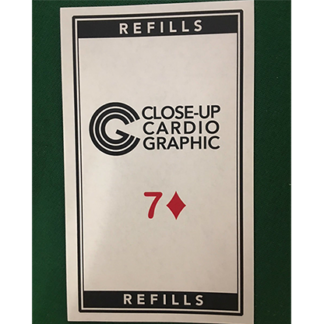 REFILLS
CLOSE-UP
CARDIO
GRAPHIC
7♦
REFILLS